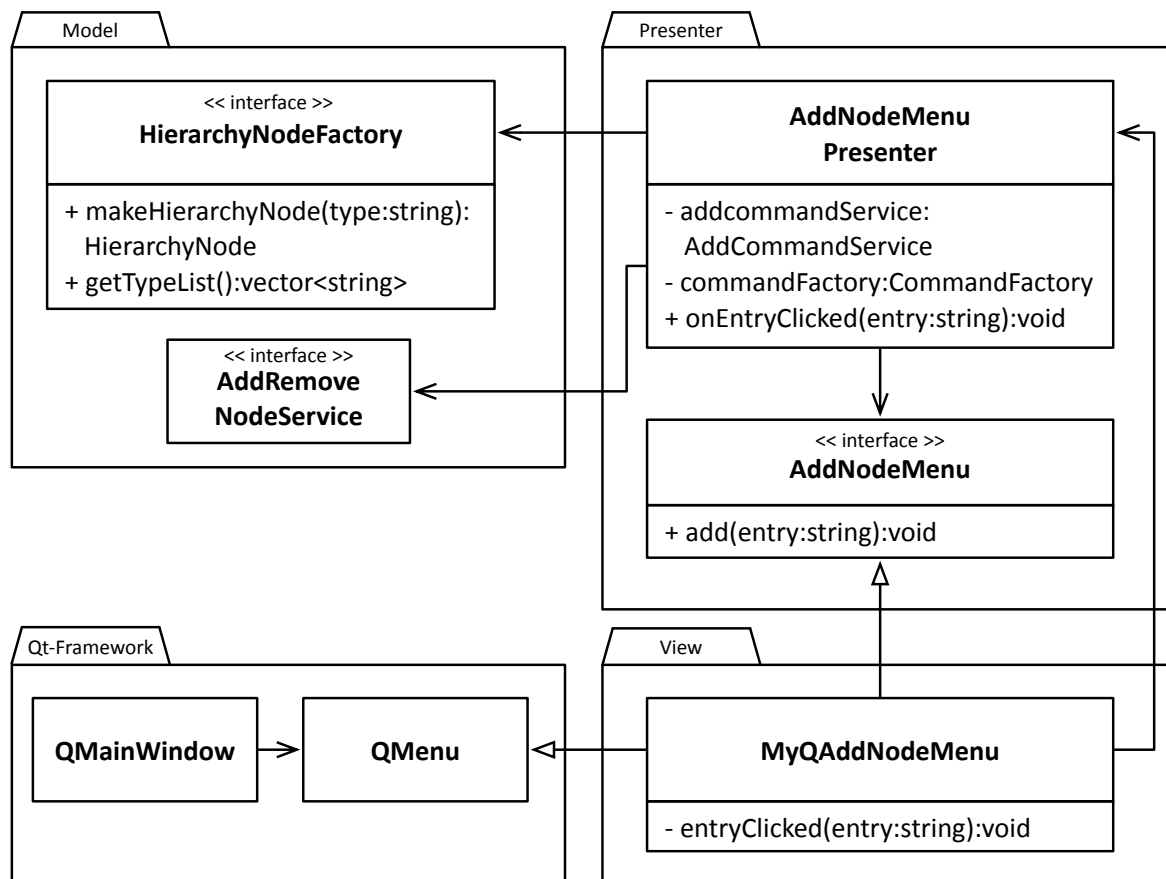 Model
<< interface >>
HierarchyNodeFactory
+ makeHierarchyNode(type:string):
HierarchyNode
+ getTypeList():vector<string>
<< interface >>
AddRemove
NodeService
Presenter
AddNodeMenu
Presenter
- addcommandService:
AddCommandService
- commandFactory:CommandFactory
+ onEntryClicked(entry:string):void
<< interface >>
AddNodeMenu
+ add(entry:string):void
Qt-Framework
QMainWindow
QMenu
View
MyQAddNodeMenu
- entryClicked(entry:string):void